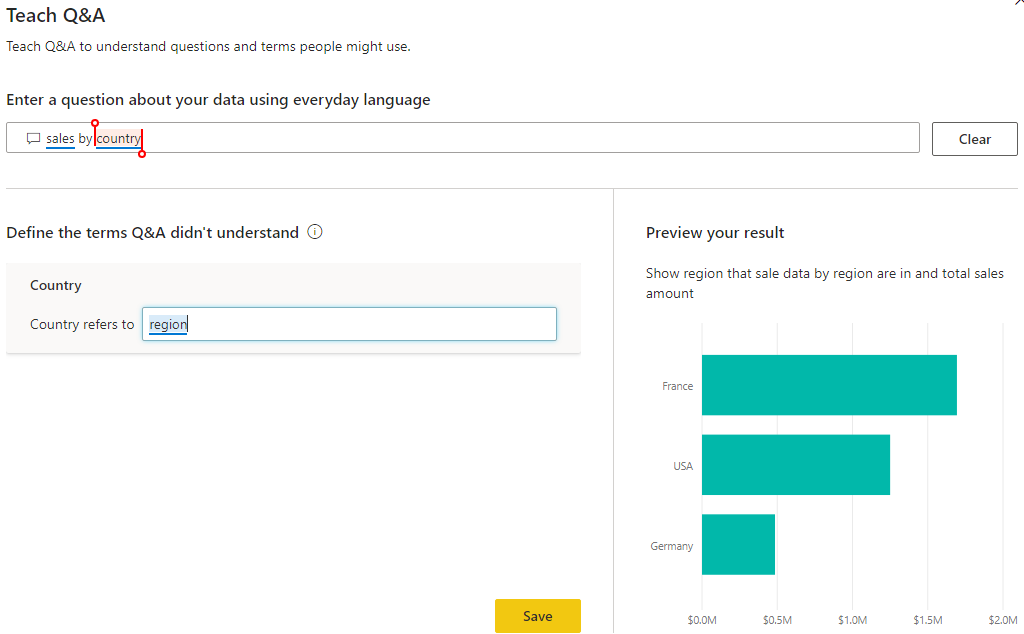 Teach Q&A
Teach Q&A to understand questions and terms people might use.
Enter a question about your data using everyday language
sales by country
Clear
Define the terms Q&A didn't understand
Country
Country refers to region
Save
Preview your result
Show region that sale data by region are in and total sales
amount
France
USA
Germany
$0.0M $0.5M $1.0M $1.5M $2.0M